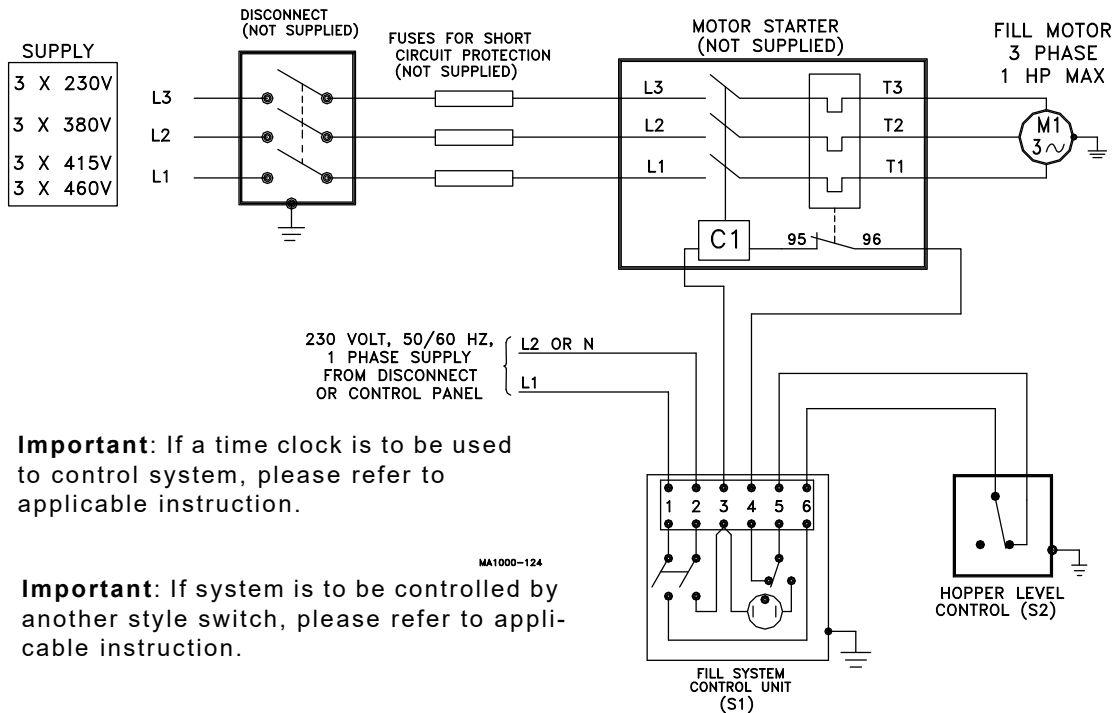 DISCONNECT
(NOT SUPPLIED)
FUSES FOR SHORT
CIRCUIT PROTECTION
(NOT SUPPLIED)
MOTOR STARTER
(NOT SUPPLIED)
FILL MOTOR
3 PHASE
1 HP MAX
SUPPLY
3 X 230V
3 X 380V
3 X 415V
3 X 460V
L3
L2
L1
L3
L2
L1
T3
T2
T1
M1
3~
C1
95
96
230 VOLT, 50/60 HZ,
1 PHASE SUPPLY
FROM DISCONNECT
OR CONTROL PANEL
L2 OR N
L1
Important: If a time clock is to be used
to control system, please refer to
applicable instruction.
MA1000-124
Important: If system is to be controlled by
another style switch, please refer to appli-
cable instruction.
1 2 3 4 5 6
HOPPER LEVEL
CONTROL (S2)
FILL SYSTEM
CONTROL UNIT
(S1)